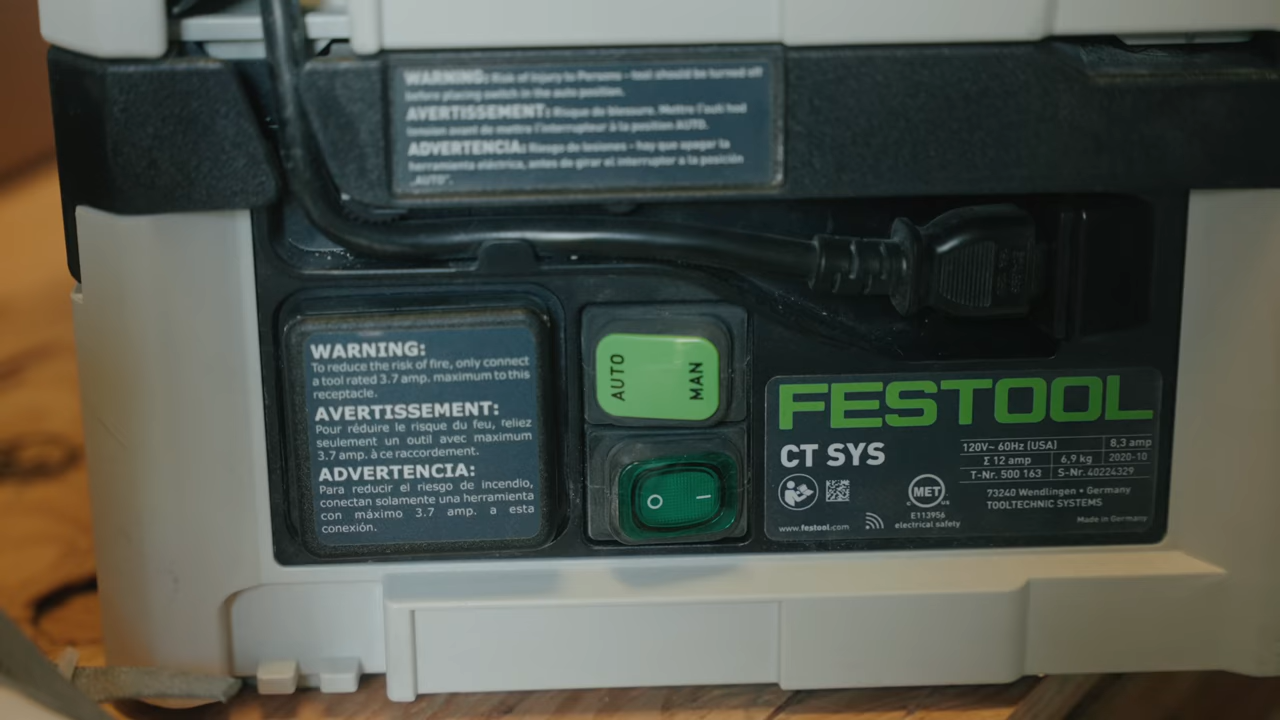 WARNING: Risk of Injury to Persons - tool should be turned off
before placing switch in the auto position.
AVERTISSEMENT: Risque de blessure. Mettre l'outil hors
tension avant de mettre l'interrupteur à la position AUTO.
ADVERTENCIA: Riesgo de lesiones - hay que apagar la
herramienta eléctrica, antes de girar el interruptor a la posición
„AUTO".
WARNING:
To reduce the risk of fire, only connect
a tool rated 3.7 amp. maximum to this
receptacle.
AVERTISSEMENT:
Pour réduire le risque du feu, reliez
seulement un outil avec maximum
3.7 amp. à ce raccordement.
ADVERTENCIA:
Para reducir el riesgo de incendio,
conectan solamente una herramienta
con máximo 3.7 amp. a esta
conexión.
AUTO
MAN
FESTOOL
CT SYS
120V~ 60Hz (USA) 8,3 amp
Σ 12 amp 6,9 kg 2020-10
T-Nr. 500 163 S-Nr. 40224329
MET
US
E113956
electrical safety
73240 Wendlingen • Germany
TOOLTECHNIC SYSTEMS
Made in Germany
www.festool.com